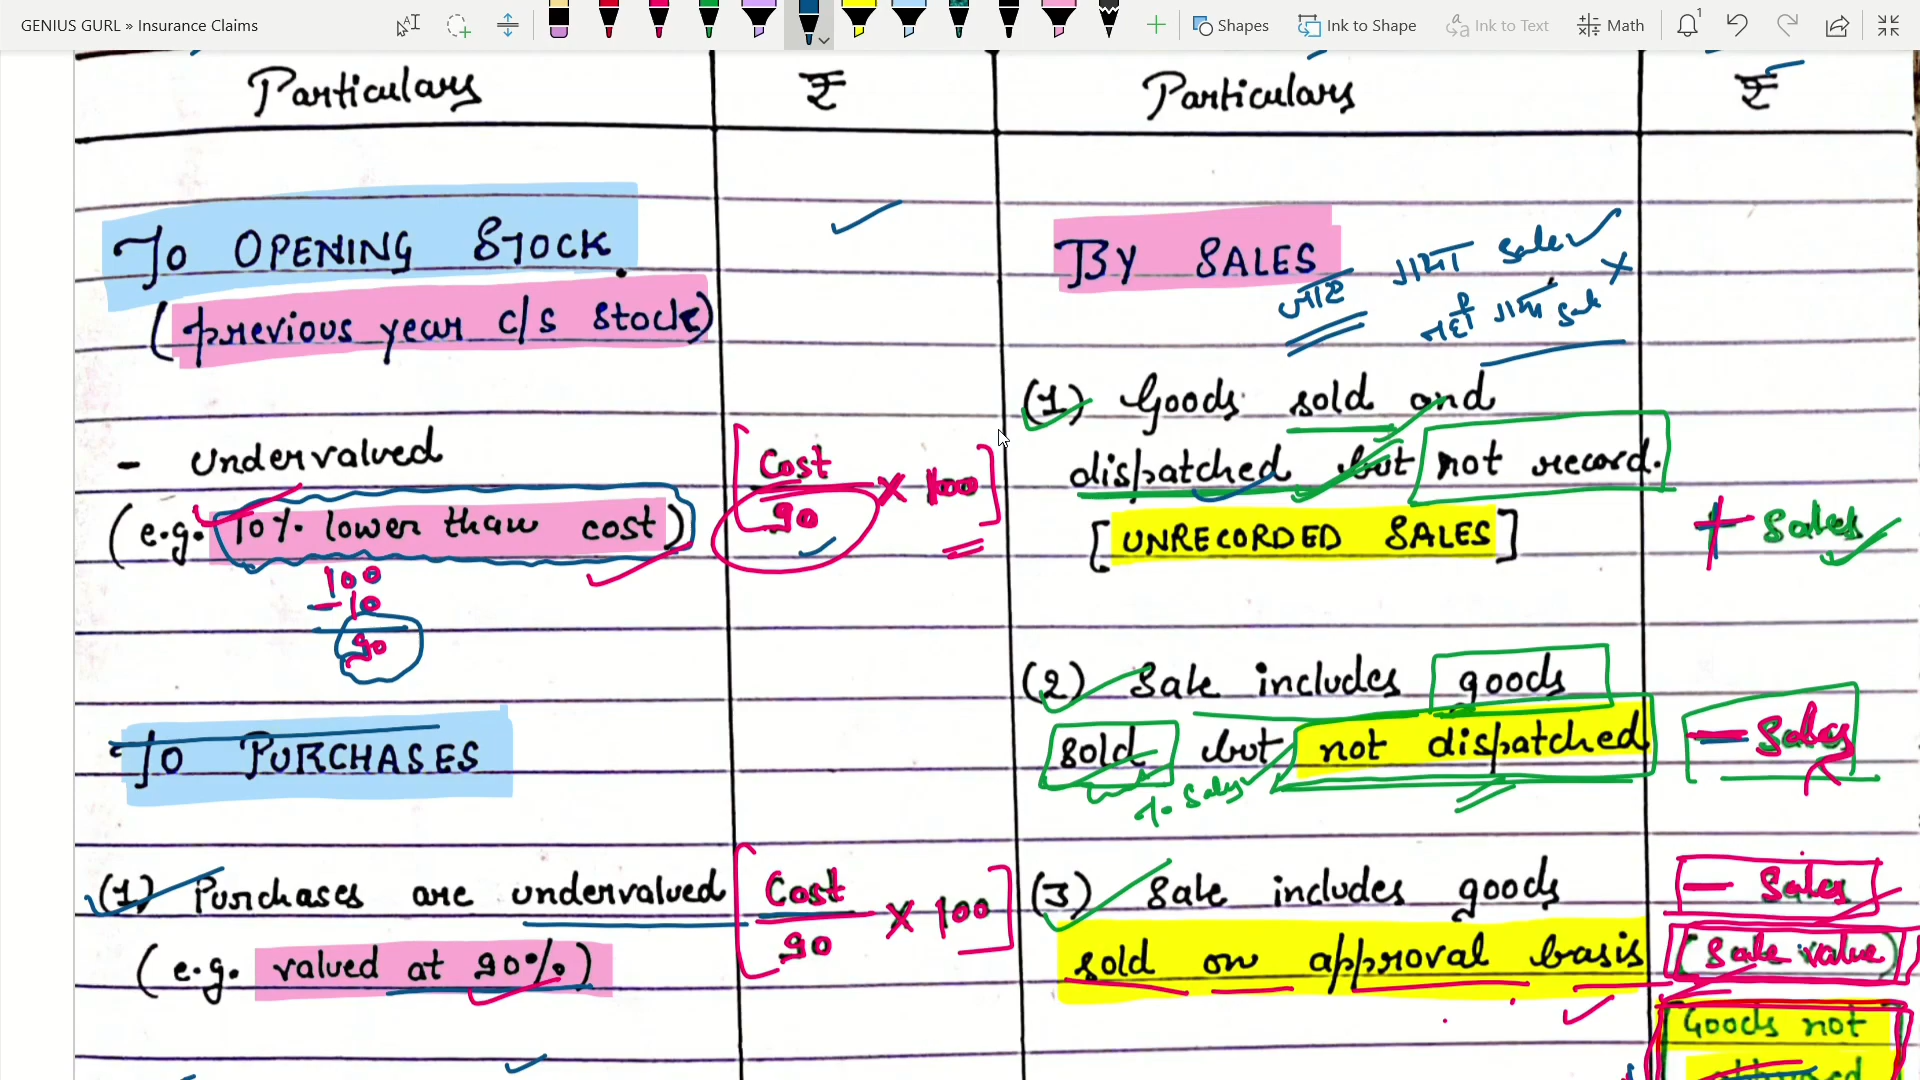 GENIUS GURL » Insurance Claims
Shapes
Ink to Shape
Ink to Text
Math
1
Particulars
₹
Particulars
₹
To OPENING STOCK.
(previous year c/s stock)
- undervalued
(e.g. 10% lower than cost)
100
-10
90
Cost
90
× 100
To PURCHASES
(1) Purchases are undervalued
(e.g. valued at 90%)
Cost
90
× 100
By SALES
गया Sale ✓
नहीं गया Sale ×
(1) Goods sold and
dispatched but not record.
[UNRECORDED SALES]
+ Sales
(2) Sale includes goods
sold but not dispatched
- Sales
(3) Sale includes goods
sold on approval basis
- Sales
(Sale value)
Goods not